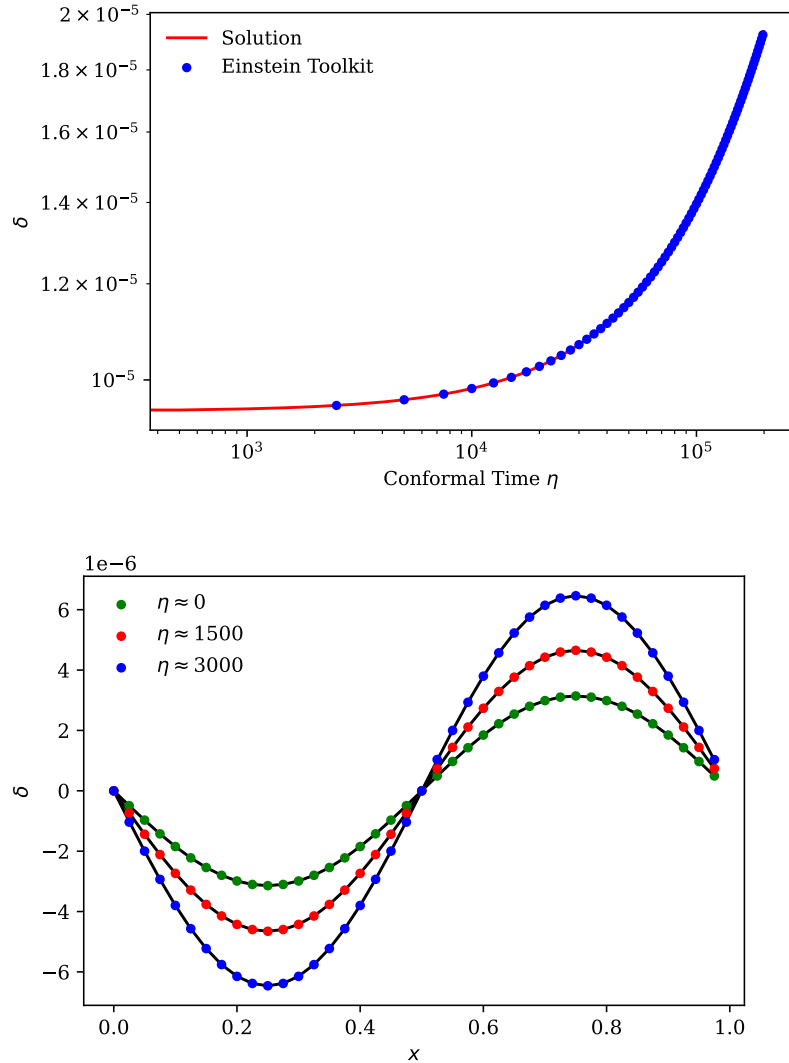 2 × 10⁻⁵
1.8 × 10⁻⁵
1.6 × 10⁻⁵
1.4 × 10⁻⁵
1.2 × 10⁻⁵
10⁻⁵
δ
Solution
Einstein Toolkit
10³ 10⁴ 10⁵
Conformal Time η
1e−6
η ≈ 0
η ≈ 1500
η ≈ 3000
6
4
2
0
−2
−4
−6
δ
0.0 0.2 0.4 0.6 0.8 1.0
x